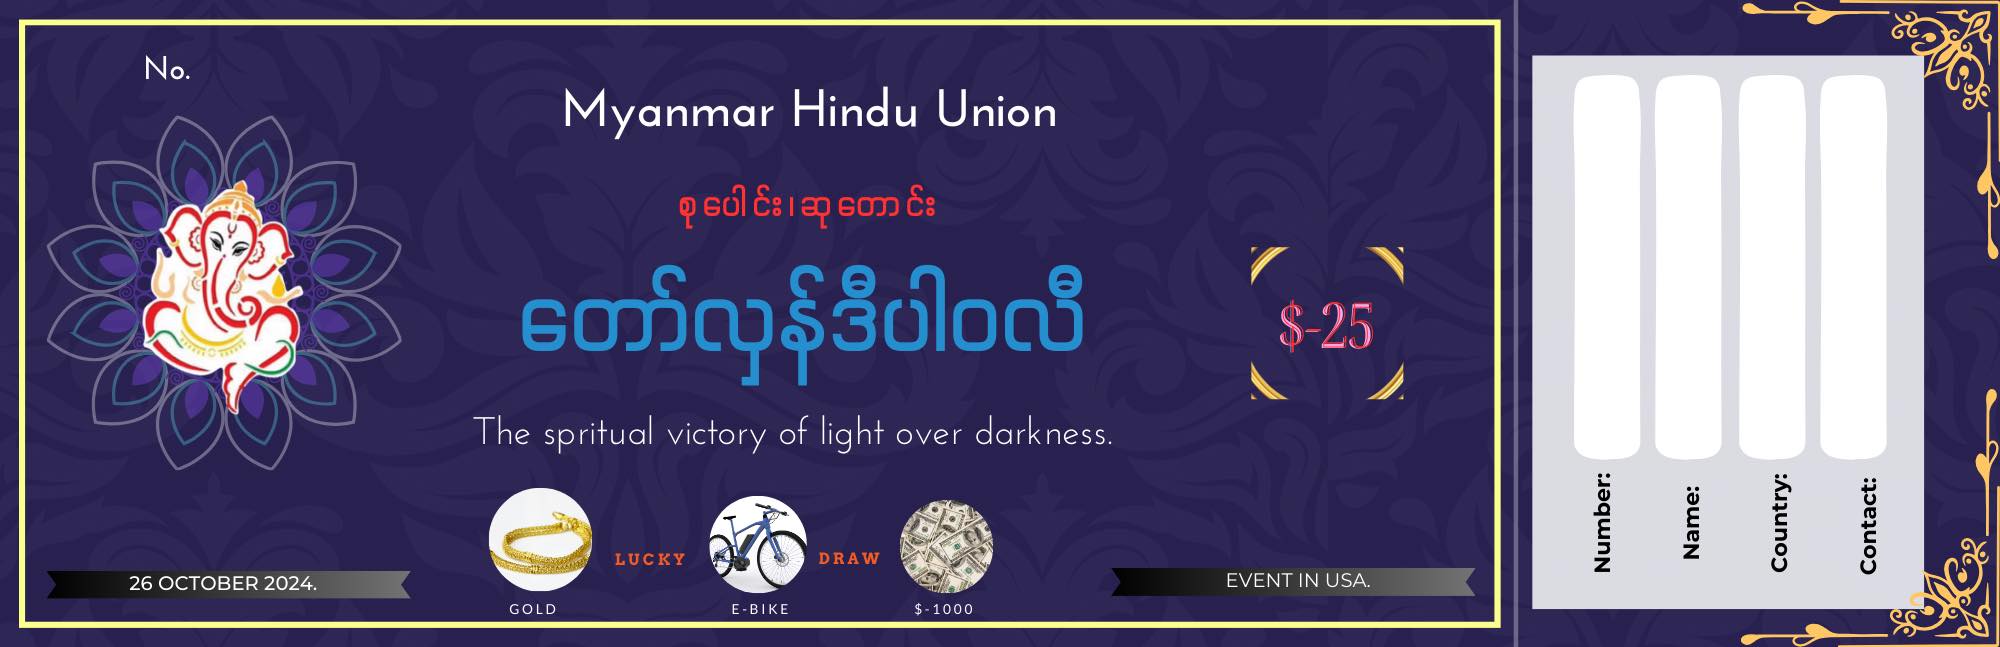 No.
Myanmar Hindu Union
စုပေါင်း၊ဆုတောင်း
တော်လှန်ဒီပါဝလီ
$-25
The spritual victory of light over darkness.
LUCKY DRAW
GOLD
E-BIKE
$-1000
26 OCTOBER 2024.
EVENT IN USA.
Number:
Name:
Country:
Contact: